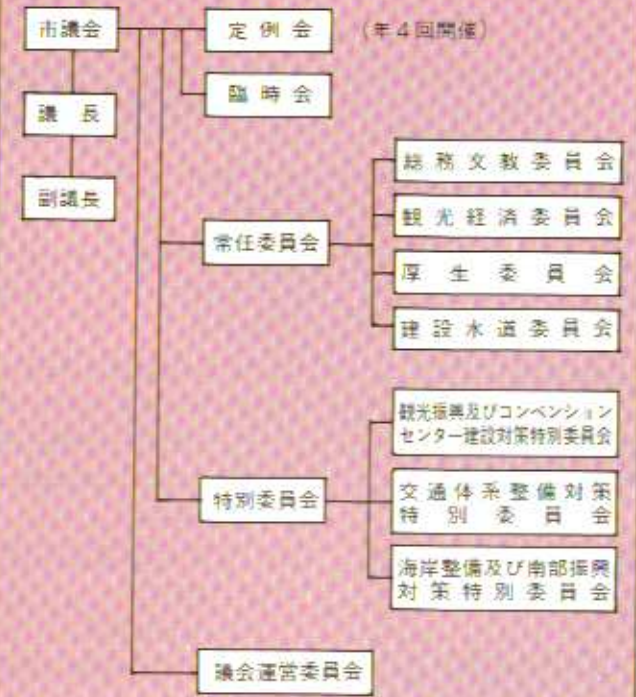 市議会
定例会 (年4回開催)
臨時会
議長
副議長
常任委員会
総務文教委員会
観光経済委員会
厚生委員会
建設水道委員会
特別委員会
観光振興及びコンベンション
センター建設対策特別委員会
交通体系整備対策
特別委員会
海岸整備及び南部振興
対策特別委員会
議会運営委員会